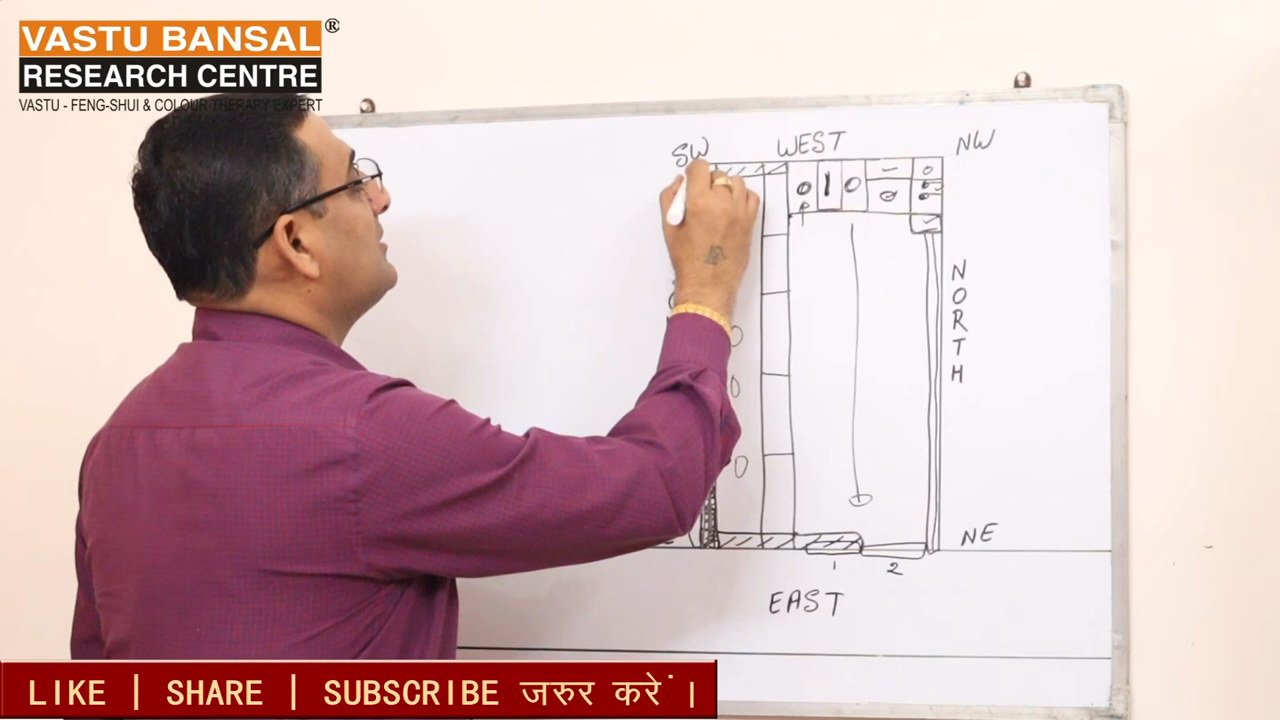 VASTU BANSAL®
RESEARCH CENTRE
VASTU - FENG-SHUI & COLOUR THERAPY EXPERT
SW
WEST
NW
NORTH
NE
1
2
EAST
LIKE | SHARE | SUBSCRIBE जरुर करें |